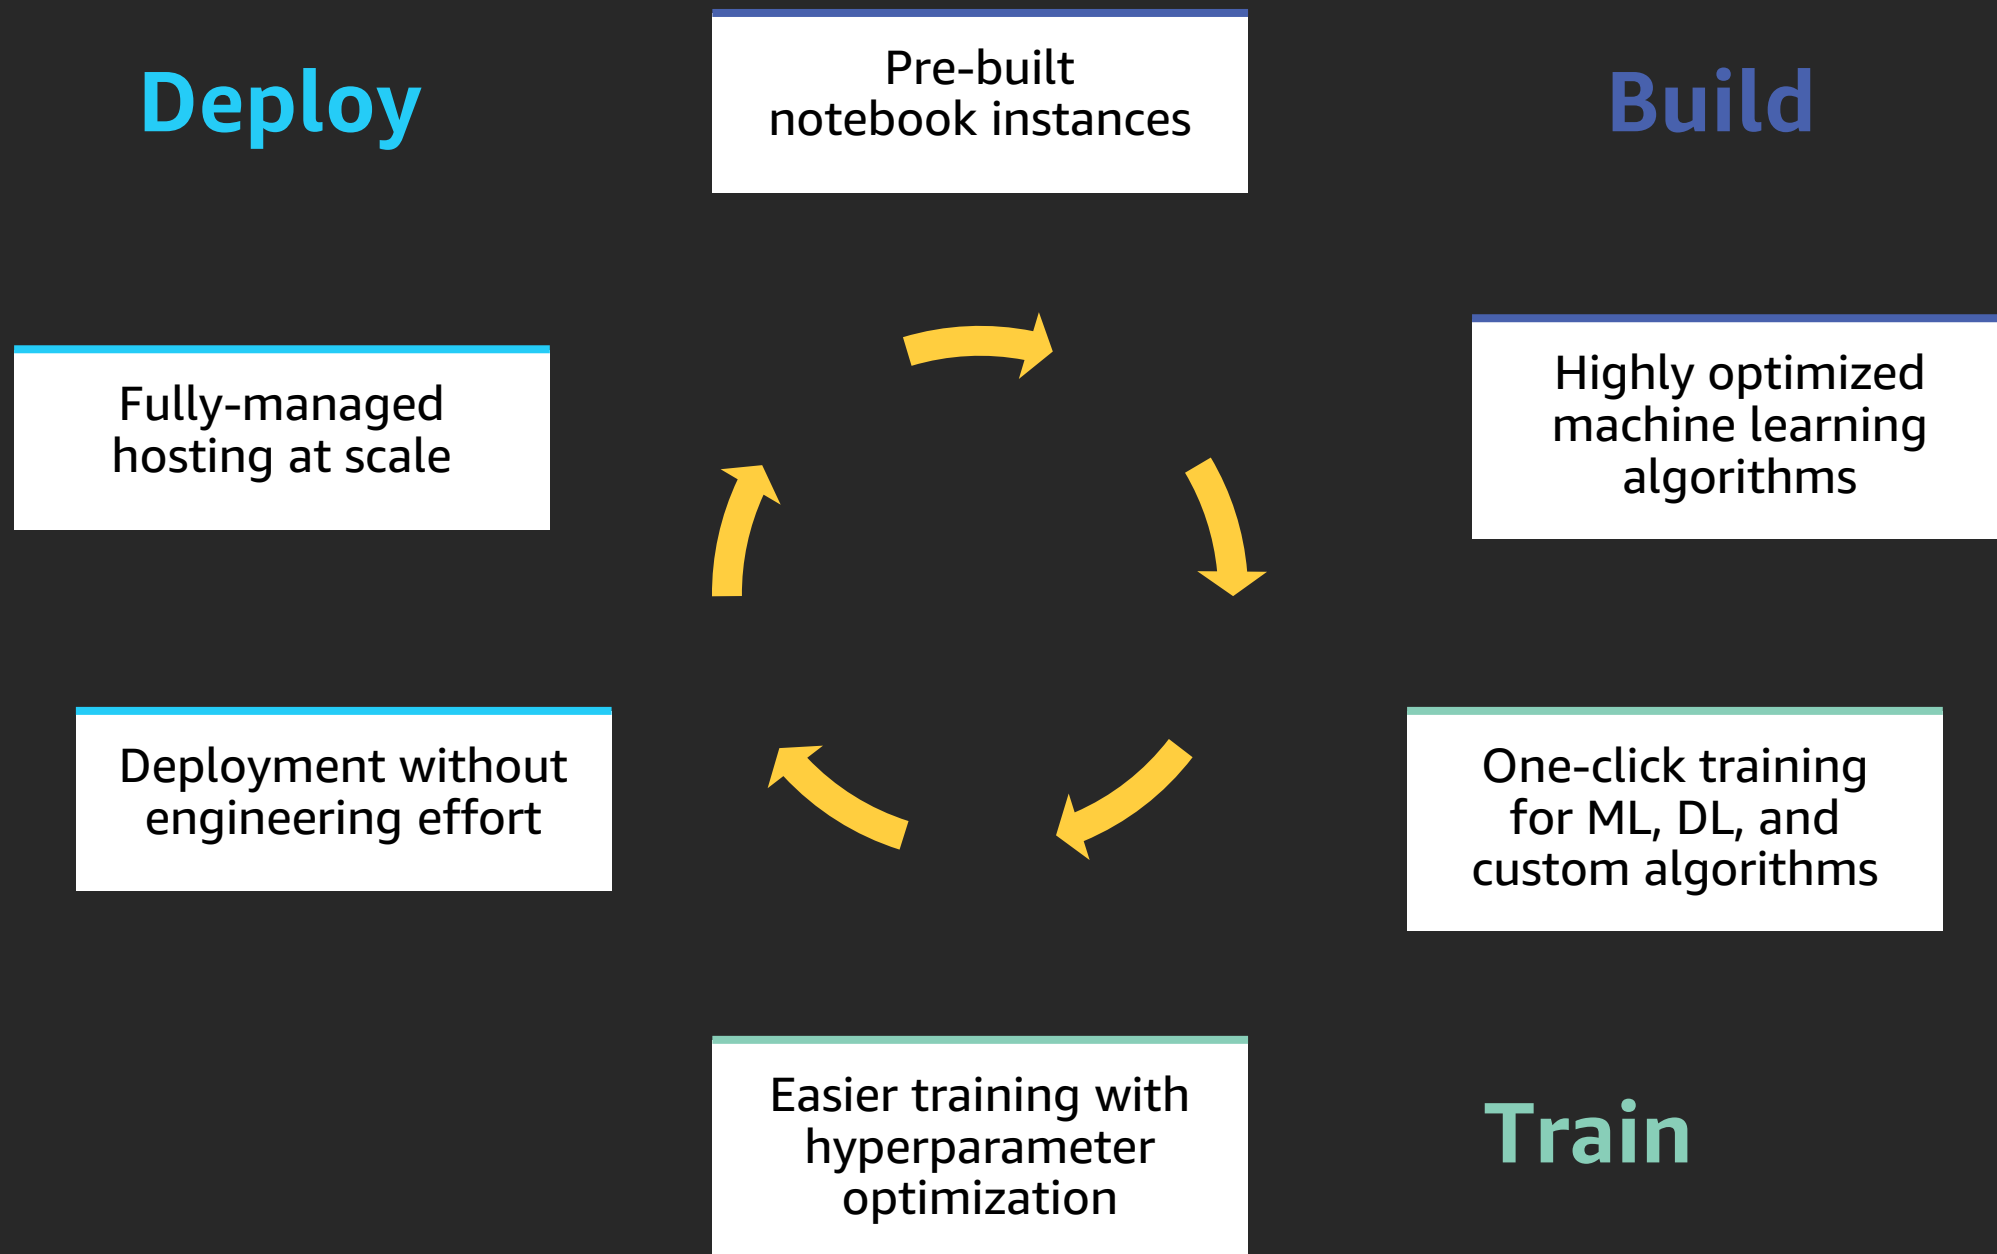 Deploy
Pre-built
notebook instances
Build
Fully-managed
hosting at scale
Highly optimized
machine learning
algorithms
Deployment without
engineering effort
One-click training
for ML, DL, and
custom algorithms
Easier training with
hyperparameter
optimization
Train